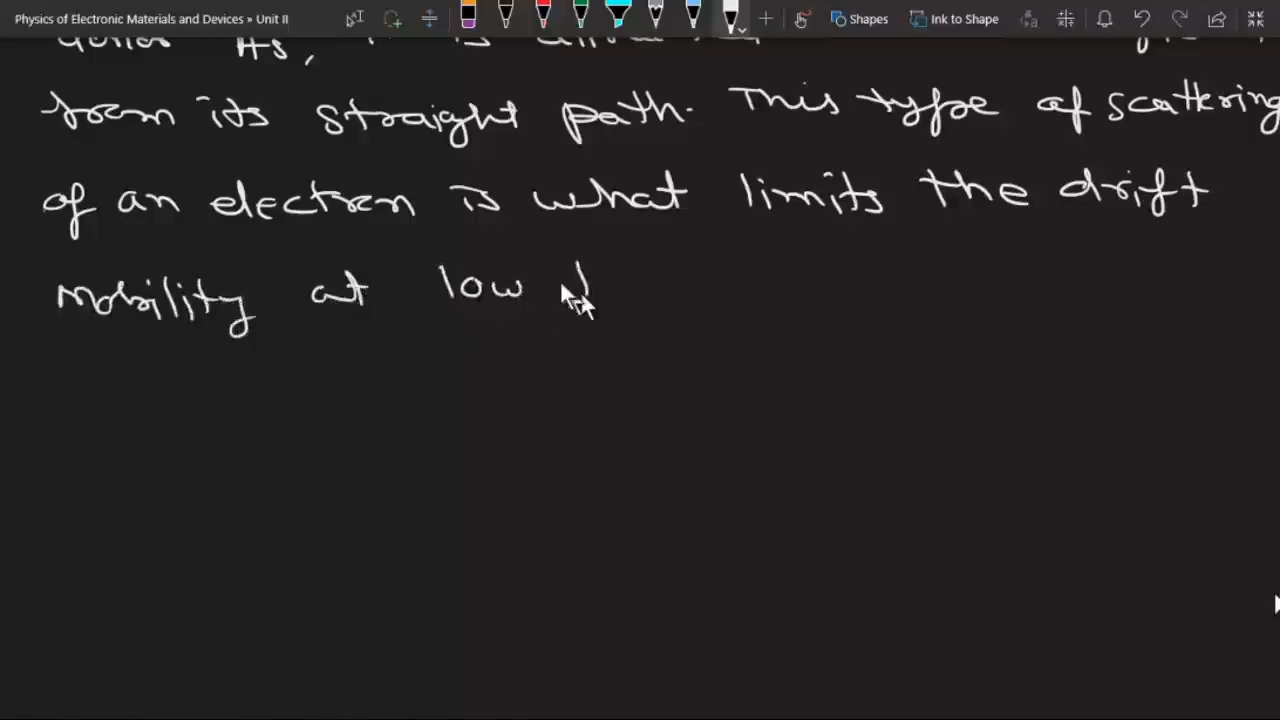 Physics of Electronic Materials and Devices » Unit II
Shapes
Ink to Shape
As,
from its straight path. This type of scattering
of an electron is what limits the drift
mobility at low